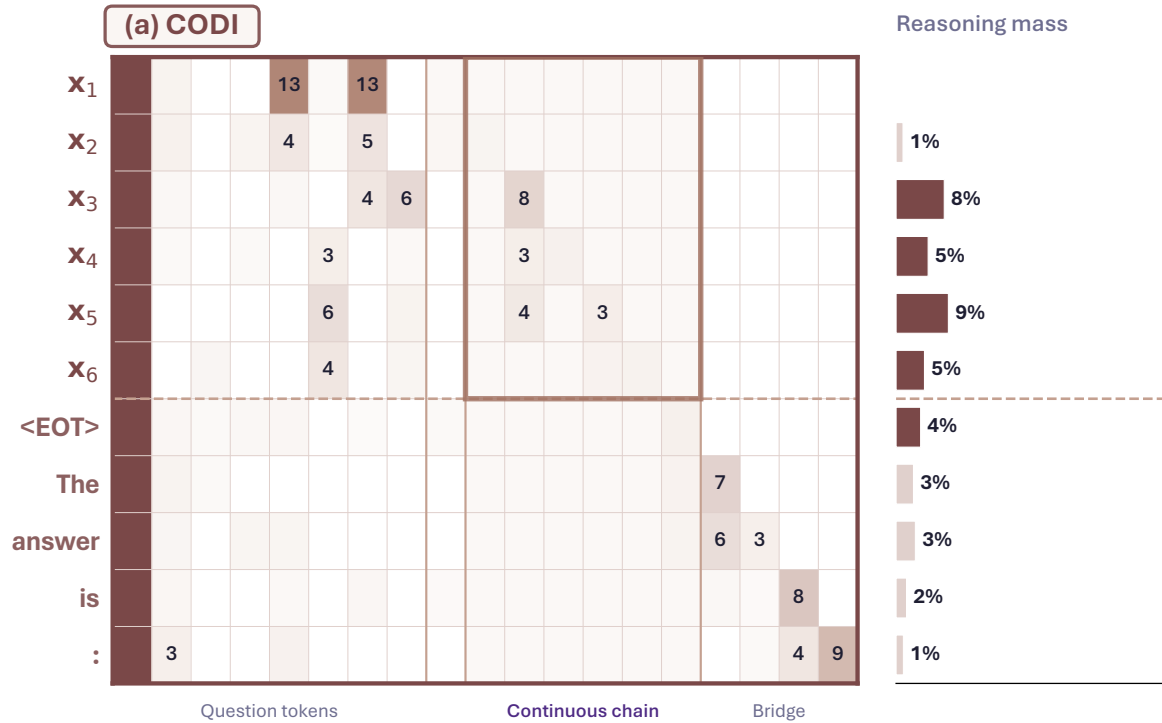 (a) CODI
Reasoning mass
x₁ 13 13
x₂ 4 5 1%
x₃ 4 6 8 8%
x₄ 3 3 5%
x₅ 6 4 3 9%
x₆ 4 5%
<EOT> 4%
The 7 3%
answer 6 3 3%
is 8 2%
: 3 4 9 1%
Question tokens Continuous chain Bridge